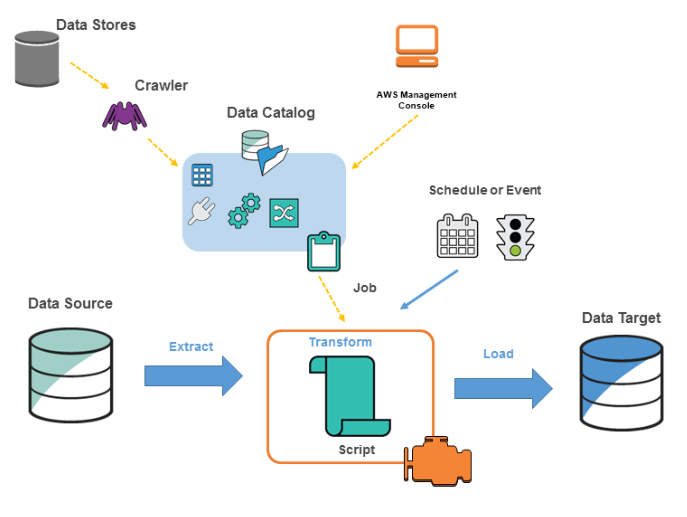 Data Stores
Crawler
Data Catalog
AWS Management
Console
Schedule or Event
Job
Data Source
Extract
Transform
Script
Load
Data Target